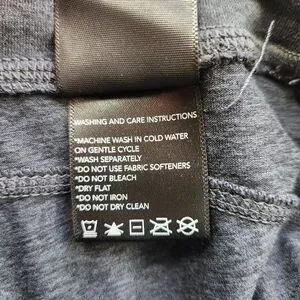 WASHING AND CARE INSTRUCTIONS
*MACHINE WASH IN COLD WATER
ON GENTLE CYCLE
*WASH SEPARATELY
*DO NOT USE FABRIC SOFTENERS
*DO NOT BLEACH
*DRY FLAT
*DO NOT IRON
*DO NOT DRY CLEAN